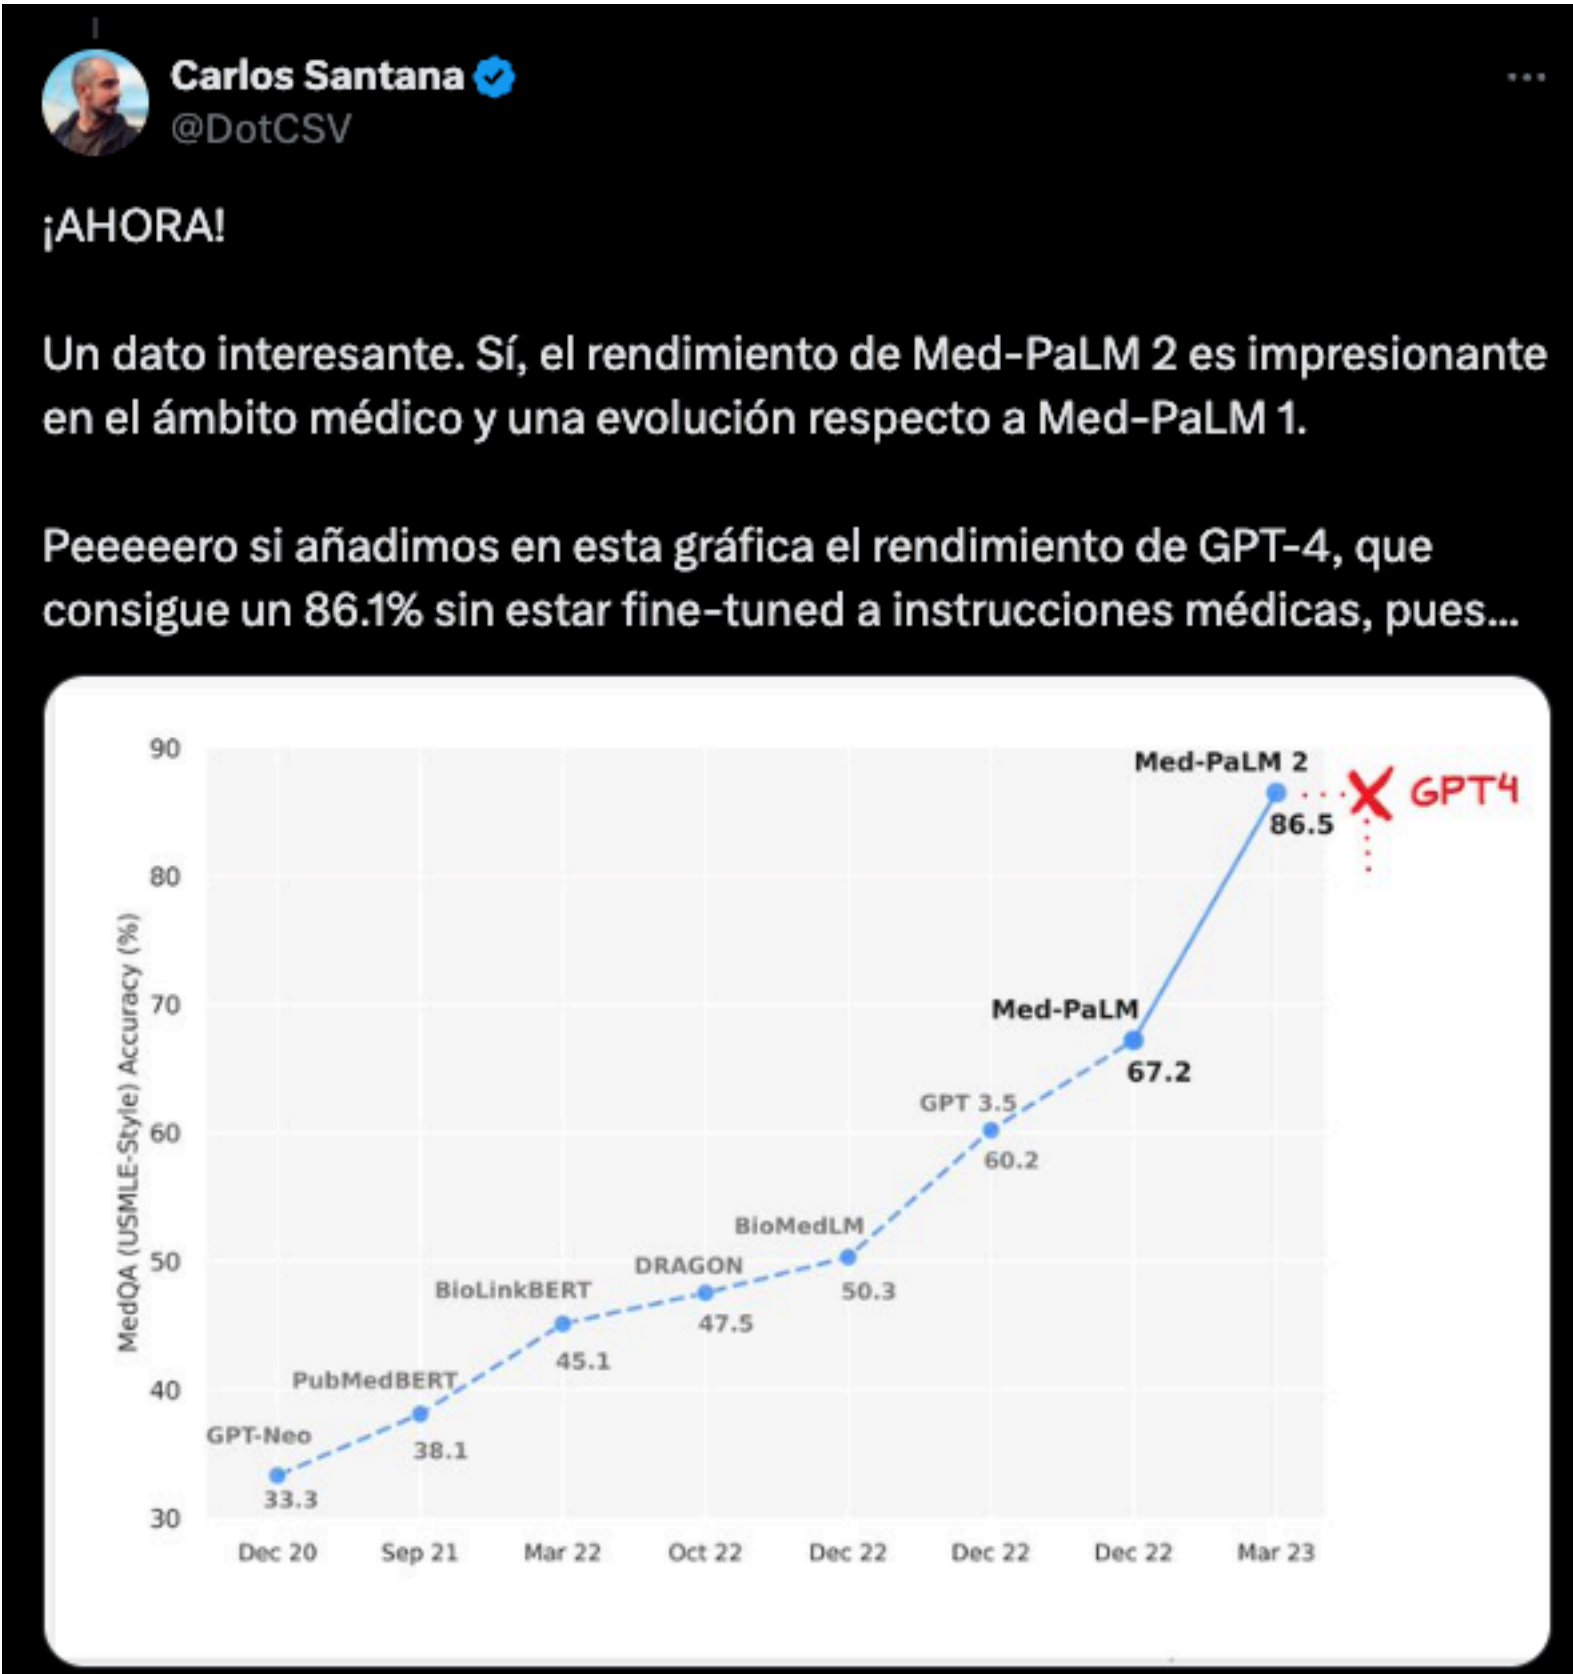 Carlos Santana
@DotCSV
¡AHORA!
Un dato interesante. Sí, el rendimiento de Med-PaLM 2 es impresionante
en el ámbito médico y una evolución respecto a Med-PaLM 1.
Peeeeero si añadimos en esta gráfica el rendimiento de GPT-4, que
consigue un 86.1% sin estar fine-tuned a instrucciones médicas, pues...
MedQA (USMLE-Style) Accuracy (%)
90
80
70
60
50
40
30
Med-PaLM 2
86.5
GPT4
Med-PaLM
67.2
GPT 3.5
60.2
BioMedLM
50.3
DRAGON
47.5
BioLinkBERT
45.1
PubMedBERT
38.1
GPT-Neo
33.3
Dec 20 Sep 21 Mar 22 Oct 22 Dec 22 Dec 22 Dec 22 Mar 23